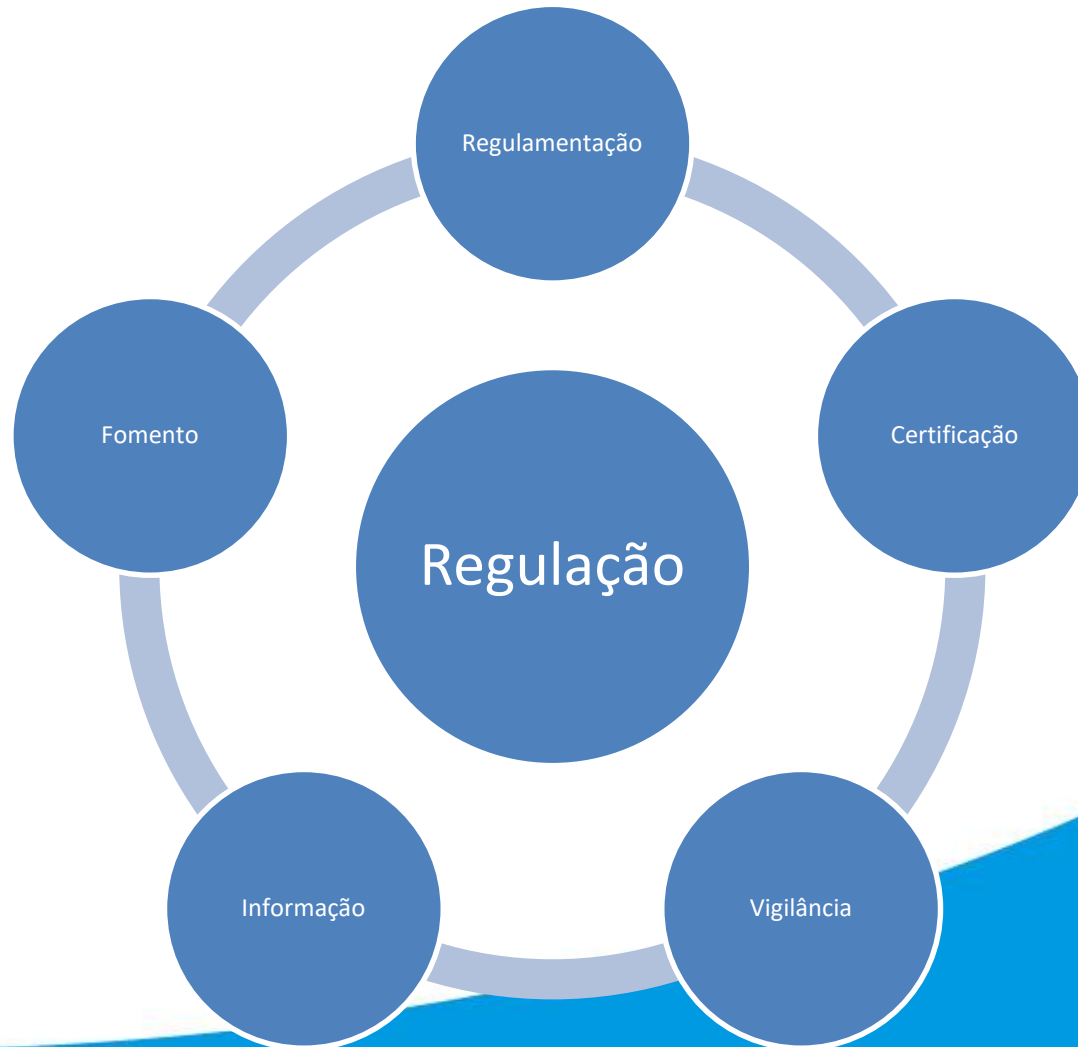 Regulamentação
Fomento
Certificação
Regulação
Informação
Vigilância